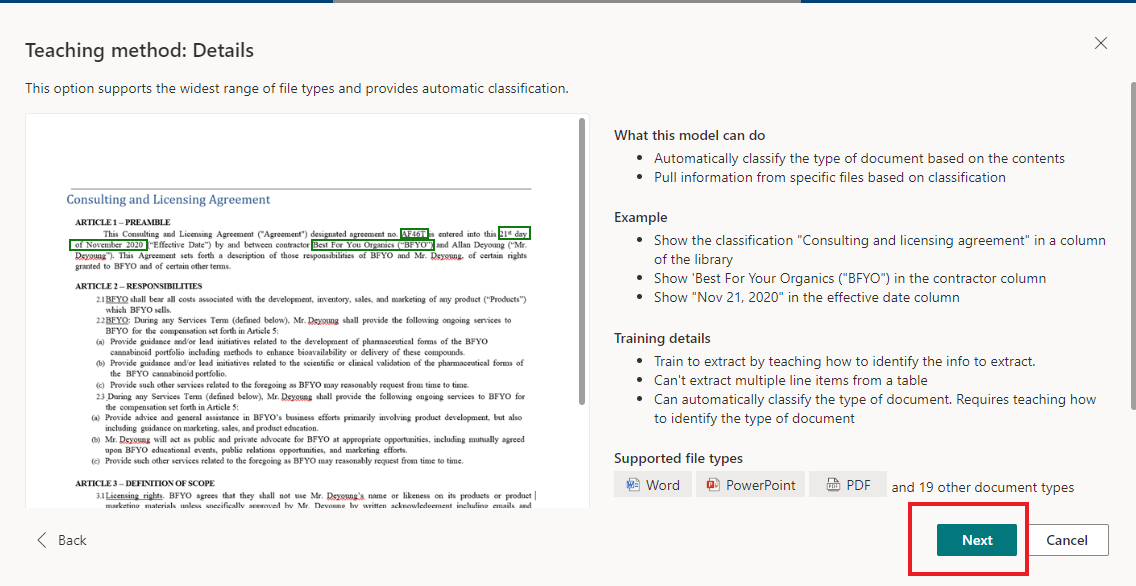 Teaching method: Details
This option supports the widest range of file types and provides automatic classification.
Consulting and Licensing Agreement
ARTICLE 1 – PREAMBLE
This Consulting and Licensing Agreement ("Agreement") designated agreement no. AF46T is entered into this 21st day
of November 2020 ("Effective Date") by and between contractor Best For You Organics ("BFYO") and Allan Deyoung ("Mr.
Deyoung"). This Agreement sets forth a description of those responsibilities of BFYO and Mr. Deyoung, of certain rights
granted to BFYO and of certain other terms.
ARTICLE 2 – RESPONSIBILITIES
2.1 BFYO shall bear all costs associated with the development, inventory, sales, and marketing of any product ("Products")
which BFYO sells.
2.2 BFYO: During any Services Term (defined below), Mr. Deyoung shall provide the following ongoing services to
BFYO for the compensation set forth in Article 5:
(a) Provide guidance and/or lead initiatives related to the development of pharmaceutical forms of the BFYO
cannabinoid portfolio including methods to enhance bioavailability or delivery of these compounds.
(b) Provide guidance and/or lead initiatives related to the scientific or clinical validation of the pharmaceutical forms of
the BFYO cannabinoid portfolio.
(c) Provide such other services related to the foregoing as BFYO may reasonably request from time to time.
2.3 During any Services Term (defined below), Mr. Deyoung shall provide the following ongoing services to BFYO for
the compensation set forth in Article 5:
(a) Provide advice and general assistance in BFYO's business efforts primarily involving product development, but also
including guidance on marketing, sales, and product education.
(b) Mr. Deyoung will act as public and private advocate for BFYO at appropriate opportunities, including mutually agreed
upon BFYO educational events, public relations opportunities, and marketing efforts.
(c) Provide such other services related to the foregoing as BFYO may reasonably request from time to time.
ARTICLE 3 – DEFINITION OF SCOPE
3.1 Licensing rights. BFYO agrees that they shall not use Mr. Deyoung's name or likeness on its products or product
marketing materials unless specifically approved by Mr. Deyoung by written acknowledgement including emails and
What this model can do
Automatically classify the type of document based on the contents
Pull information from specific files based on classification
Example
Show the classification "Consulting and licensing agreement" in a column
of the library
Show 'Best For Your Organics ("BFYO") in the contractor column
Show "Nov 21, 2020" in the effective date column
Training details
Train to extract by teaching how to identify the info to extract.
Can't extract multiple line items from a table
Can automatically classify the type of document. Requires teaching how
to identify the type of document
Supported file types
Word PowerPoint PDF and 19 other document types
Back Next Cancel